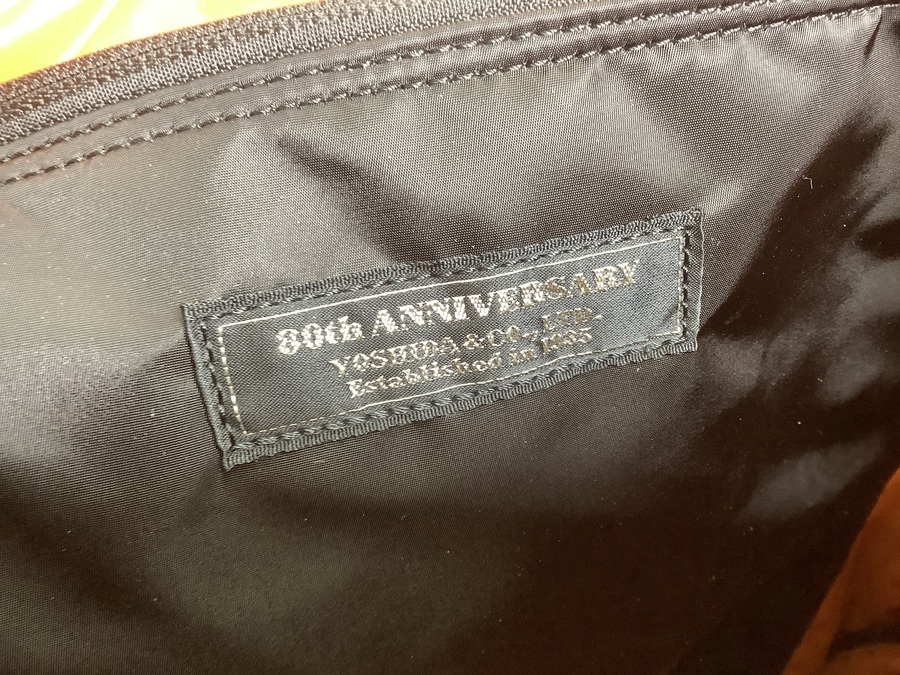 80th ANNIVERSARY
YOSHIDA&CO., LTD.
Established in 1935